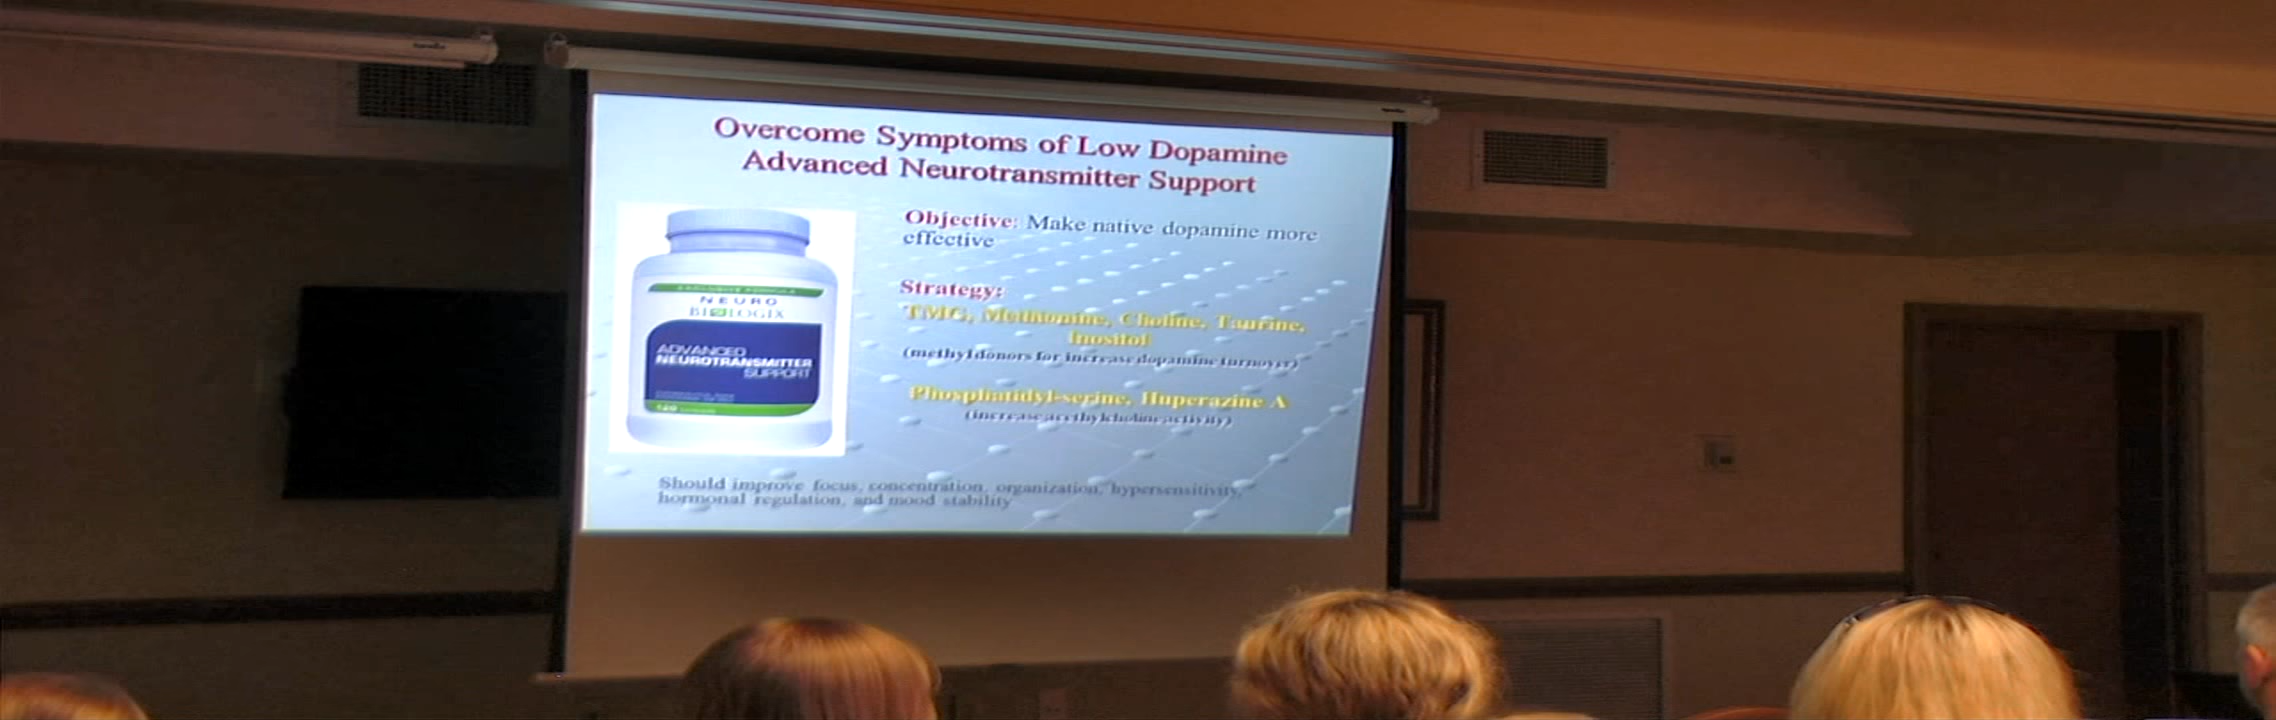 Overcome Symptoms of Low Dopamine
Advanced Neurotransmitter Support
Objective: Make native dopamine more
effective
Strategy:
TMG, Methionine, Choline, Taurine,
Inositol
(methyl donors for increase dopamine turnover)
Phosphatidyl-serine, Huperazine A
(increase acethylcholine activity)
NEURO
BIOLOGIX
ADVANCED
NEUROTRANSMITTER
SUPPORT
120
Should improve focus, concentration, organization, hypersensitivity,
hormonal regulation, and mood stability